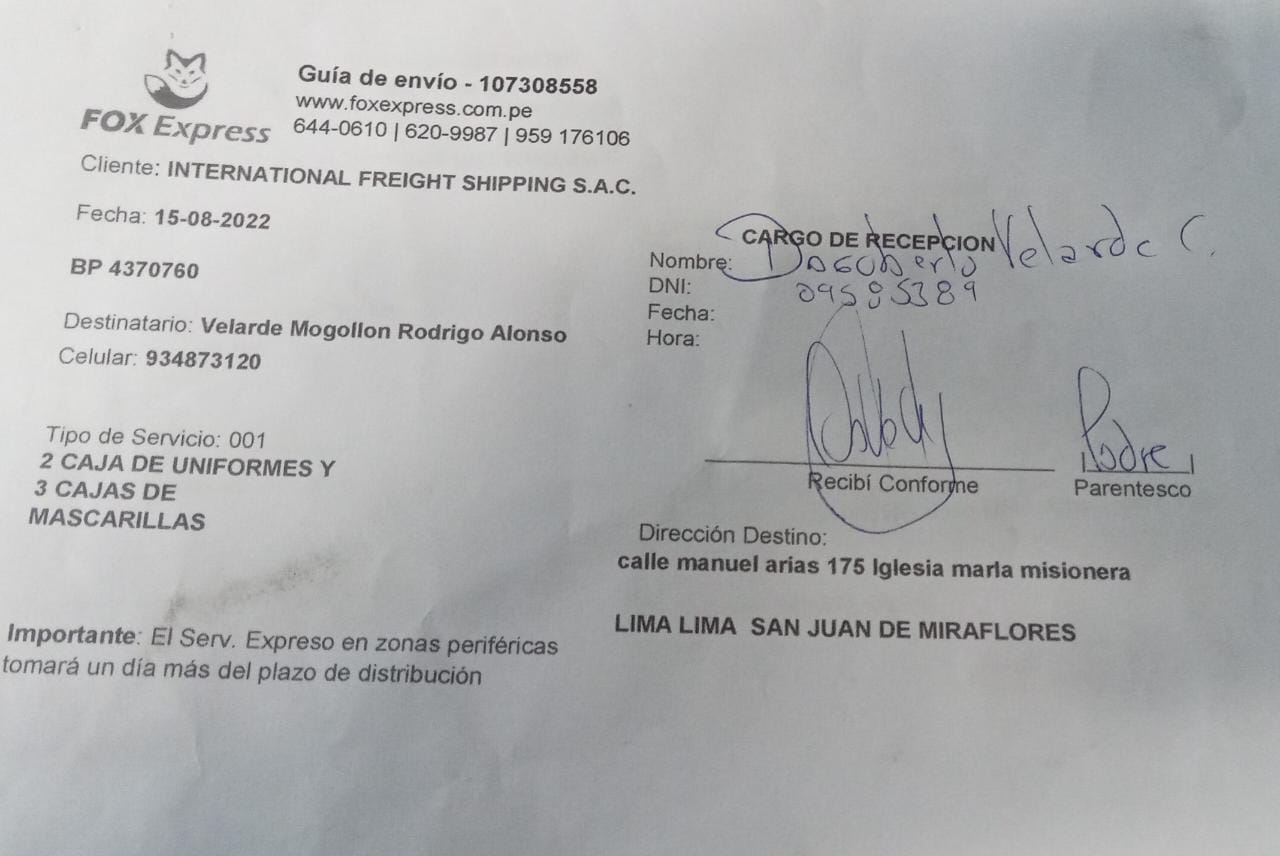 FOX Express
Guía de envío - 107308558
www.foxexpress.com.pe
644-0610 | 620-9987 | 959 176106
Cliente: INTERNATIONAL FREIGHT SHIPPING S.A.C.
Fecha: 15-08-2022
BP 4370760
Destinatario: Velarde Mogollon Rodrigo Alonso
Celular: 934873120
Tipo de Servicio: 001
2 CAJA DE UNIFORMES Y
3 CAJAS DE
MASCARILLAS
Importante: El Serv. Expreso en zonas periféricas
tomará un día más del plazo de distribución
CARGO DE RECEPCION
Nombre: Dagoberto Velarde C.
DNI: 09585389
Fecha:
Hora:
Padre
Recibí Conforme
Parentesco
Dirección Destino:
calle manuel arias 175 Iglesia marIa misionera
LIMA LIMA SAN JUAN DE MIRAFLORES